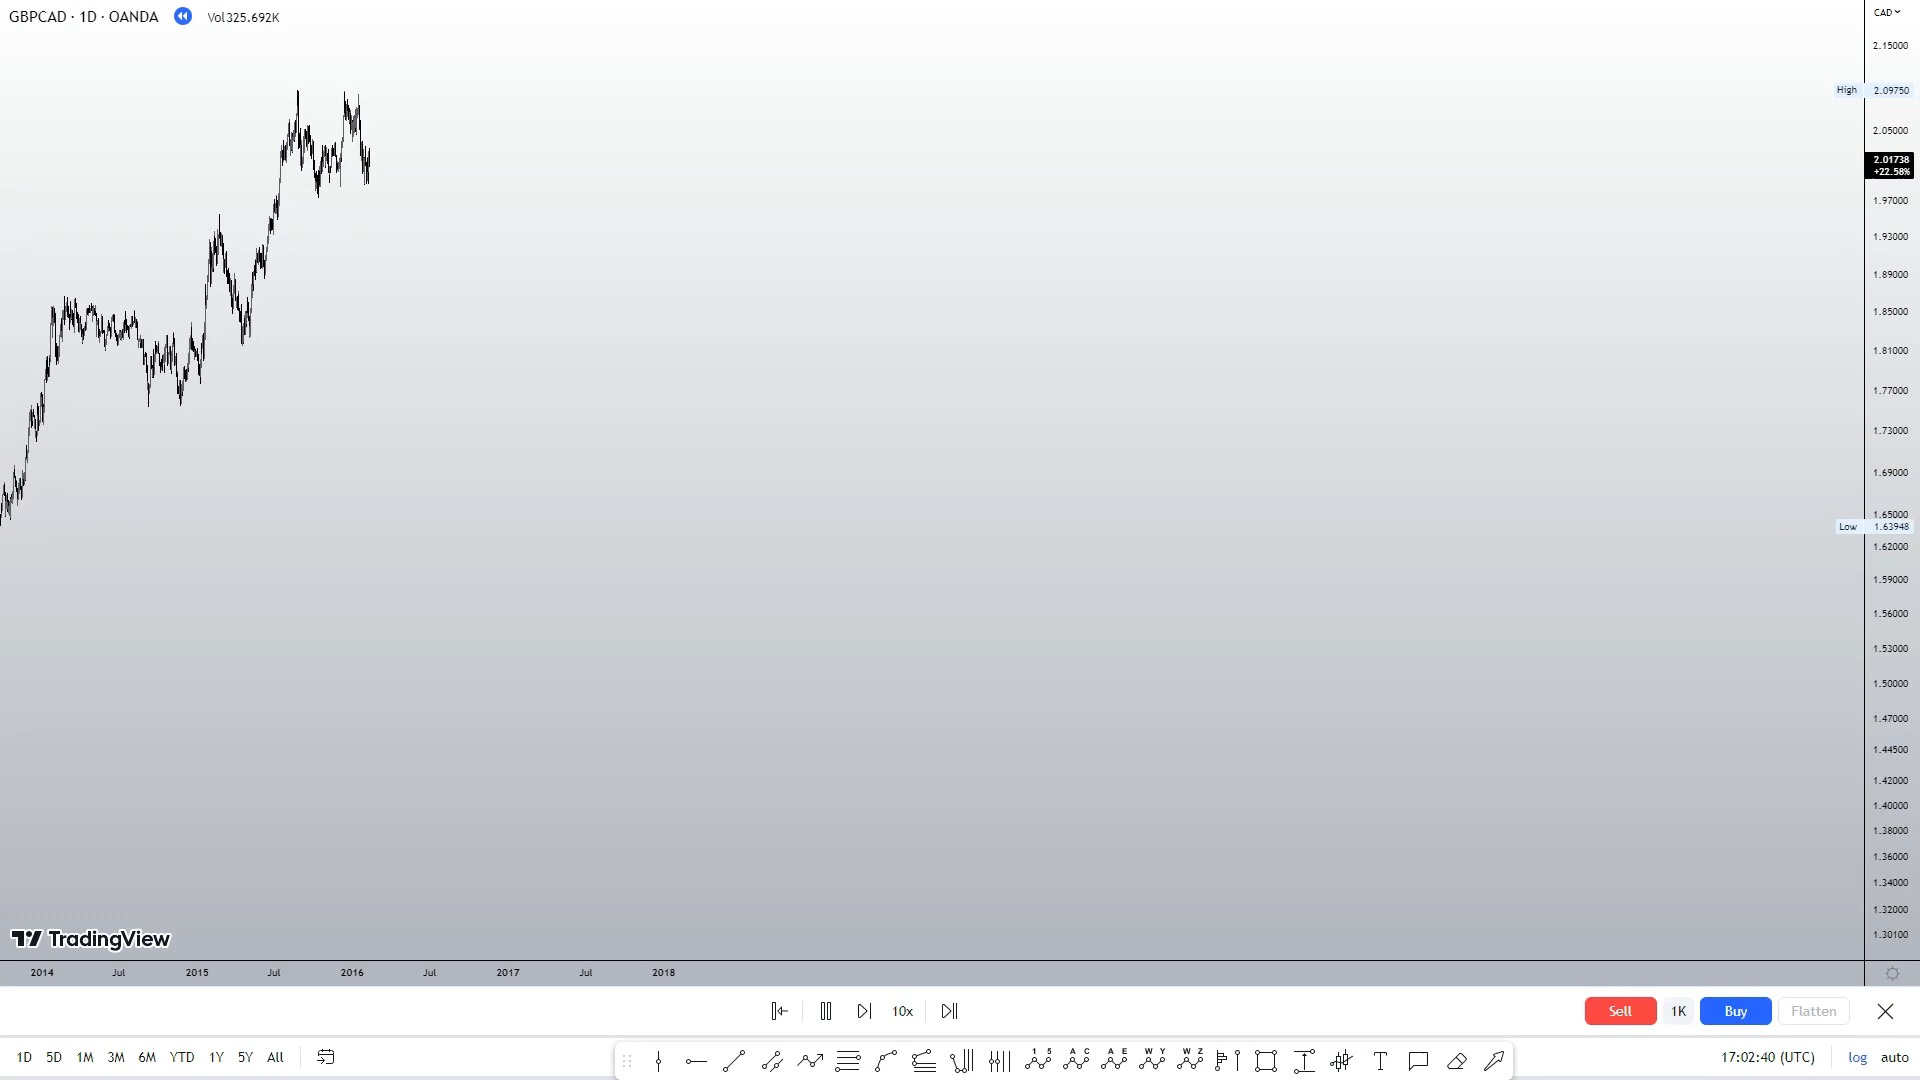 GBPCAD · 1D · OANDA Vol325.692K
CAD
2.15000
High 2.09750
2.05000
2.01738
+22.58%
1.97000
1.93000
1.89000
1.85000
1.81000
1.77000
1.73000
1.69000
1.65000
Low 1.63948
1.62000
1.59000
1.56000
1.53000
1.50000
1.47000
1.44500
1.42000
1.40000
1.38000
1.36000
1.34000
1.32000
1.30100
TradingView
2014 Jul 2015 Jul 2016 Jul 2017 Jul 2018
10x Sell 1K Buy Flatten
1D 5D 1M 3M 6M YTD 1Y 5Y All
1 5 A C A E W Y W Z T
17:02:40 (UTC) log auto